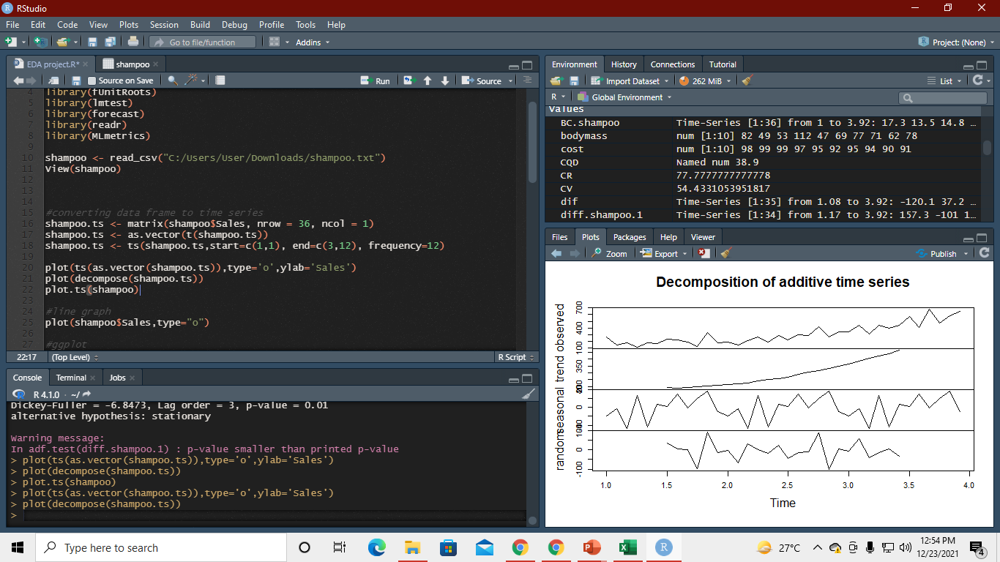 RStudio
File Edit Code View Plots Session Build Debug Profile Tools Help
Go to file/function Addins Project: (None)
EDA project.R* shampoo
Source on Save Run Source
4 library(fUnitRoots)
5 library(lmtest)
6 library(forecast)
7 library(readr)
8 library(MLmetrics)
9
10 shampoo <- read_csv("C:/Users/User/Downloads/shampoo.txt")
11 View(shampoo)
12
13
14
15 #converting data frame to time series
16 shampoo.ts <- matrix(shampoo$Sales, nrow = 36, ncol = 1)
17 shampoo.ts <- as.vector(t(shampoo.ts))
18 shampoo.ts <- ts(shampoo.ts,start=c(1,1), end=c(3,12), frequency=12)
19
20 plot(ts(as.vector(shampoo.ts)),type='o',ylab='Sales')
21 plot(decompose(shampoo.ts))
22 plot.ts(shampoo)
23
24 #line graph
25 plot(shampoo$Sales,type="o")
26
27 #ggplot
22:17 (Top Level) R Script
Console Terminal Jobs
R 4.1.0 · ~/
Dickey-Fuller = -6.8473, Lag order = 3, p-value = 0.01
alternative hypothesis: stationary
Warning message:
In adf.test(diff.shampoo.1) : p-value smaller than printed p-value
> plot(ts(as.vector(shampoo.ts)),type='o',ylab='Sales')
> plot(decompose(shampoo.ts))
> plot.ts(shampoo)
> plot(ts(as.vector(shampoo.ts)),type='o',ylab='Sales')
> plot(decompose(shampoo.ts))
>
Environment History Connections Tutorial
Import Dataset 262 MiB List
R Global Environment
Values
BC.shampoo Time-Series [1:36] from 1 to 3.92: 17.3 13.5 14.8 …
bodymass num [1:10] 82 49 53 112 47 69 77 71 62 78
cost num [1:10] 98 99 99 97 95 92 95 94 90 91
CQD Named num 38.9
CR 77.7777777777778
CV 54.4331053951817
dif Time-Series [1:35] from 1.08 to 3.92: -120.1 37.2 …
diff.shampoo.1 Time-Series [1:34] from 1.17 to 3.92: 157.3 -101 1…
Files Plots Packages Help Viewer
Zoom Export Publish
Decomposition of additive time series
observed
100 400 700
trend
350
seasonal
0
random
-100 0
1.0 1.5 2.0 2.5 3.0 3.5 4.0
Time
Type here to search
27°C
12:54 PM
12/23/2021
4